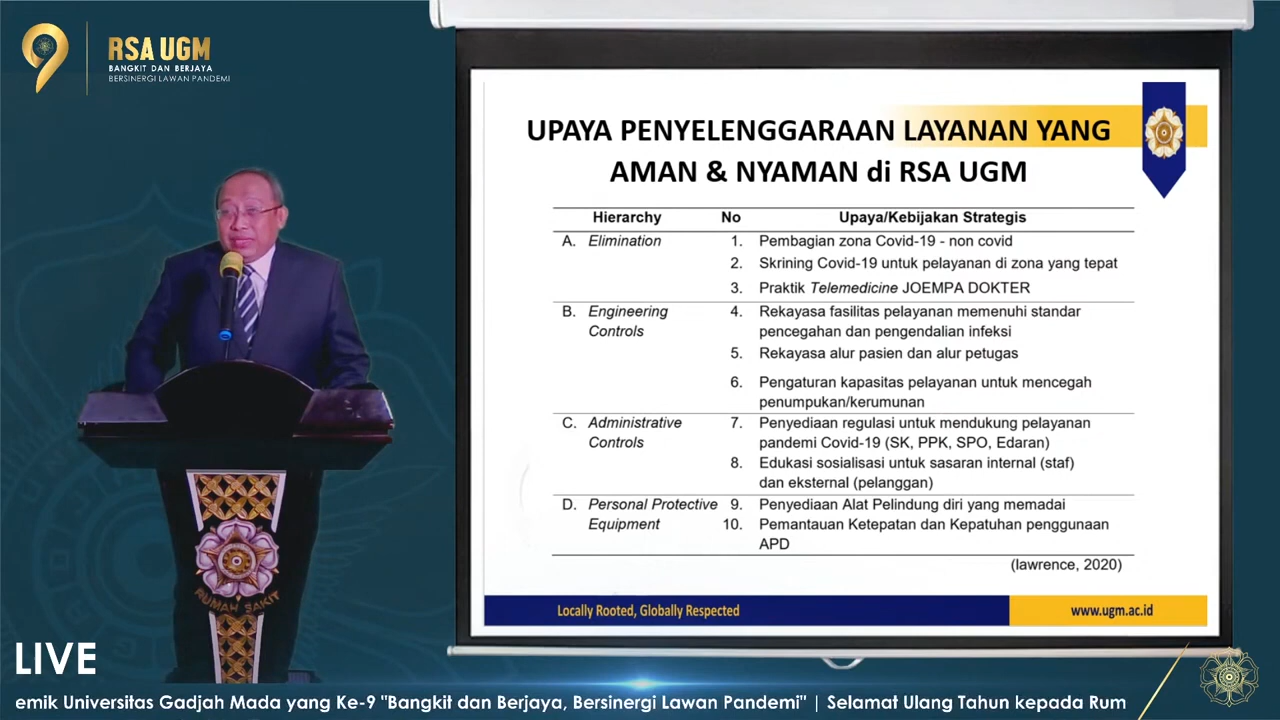 9
RSA UGM
BANGKIT DAN BERJAYA
BERSINERGI LAWAN PANDEMI
UPAYA PENYELENGGARAAN LAYANAN YANG
AMAN & NYAMAN di RSA UGM
Hierarchy No Upaya/Kebijakan Strategis
A. Elimination 1. Pembagian zona Covid-19 - non covid
2. Skrining Covid-19 untuk pelayanan di zona yang tepat
3. Praktik Telemedicine JOEMPA DOKTER
B. Engineering 4. Rekayasa fasilitas pelayanan memenuhi standar
Controls pencegahan dan pengendalian infeksi
5. Rekayasa alur pasien dan alur petugas
6. Pengaturan kapasitas pelayanan untuk mencegah
penumpukan/kerumunan
C. Administrative 7. Penyediaan regulasi untuk mendukung pelayanan
Controls pandemi Covid-19 (SK, PPK, SPO, Edaran)
8. Edukasi sosialisasi untuk sasaran internal (staf)
dan eksternal (pelanggan)
D. Personal Protective 9. Penyediaan Alat Pelindung diri yang memadai
Equipment 10. Pemantauan Ketepatan dan Kepatuhan penggunaan
APD
(lawrence, 2020)
Locally Rooted, Globally Respected www.ugm.ac.id
RUMAH SAKIT
LIVE
emik Universitas Gadjah Mada yang Ke-9 "Bangkit dan Berjaya, Bersinergi Lawan Pandemi" | Selamat Ulang Tahun kepada Rum